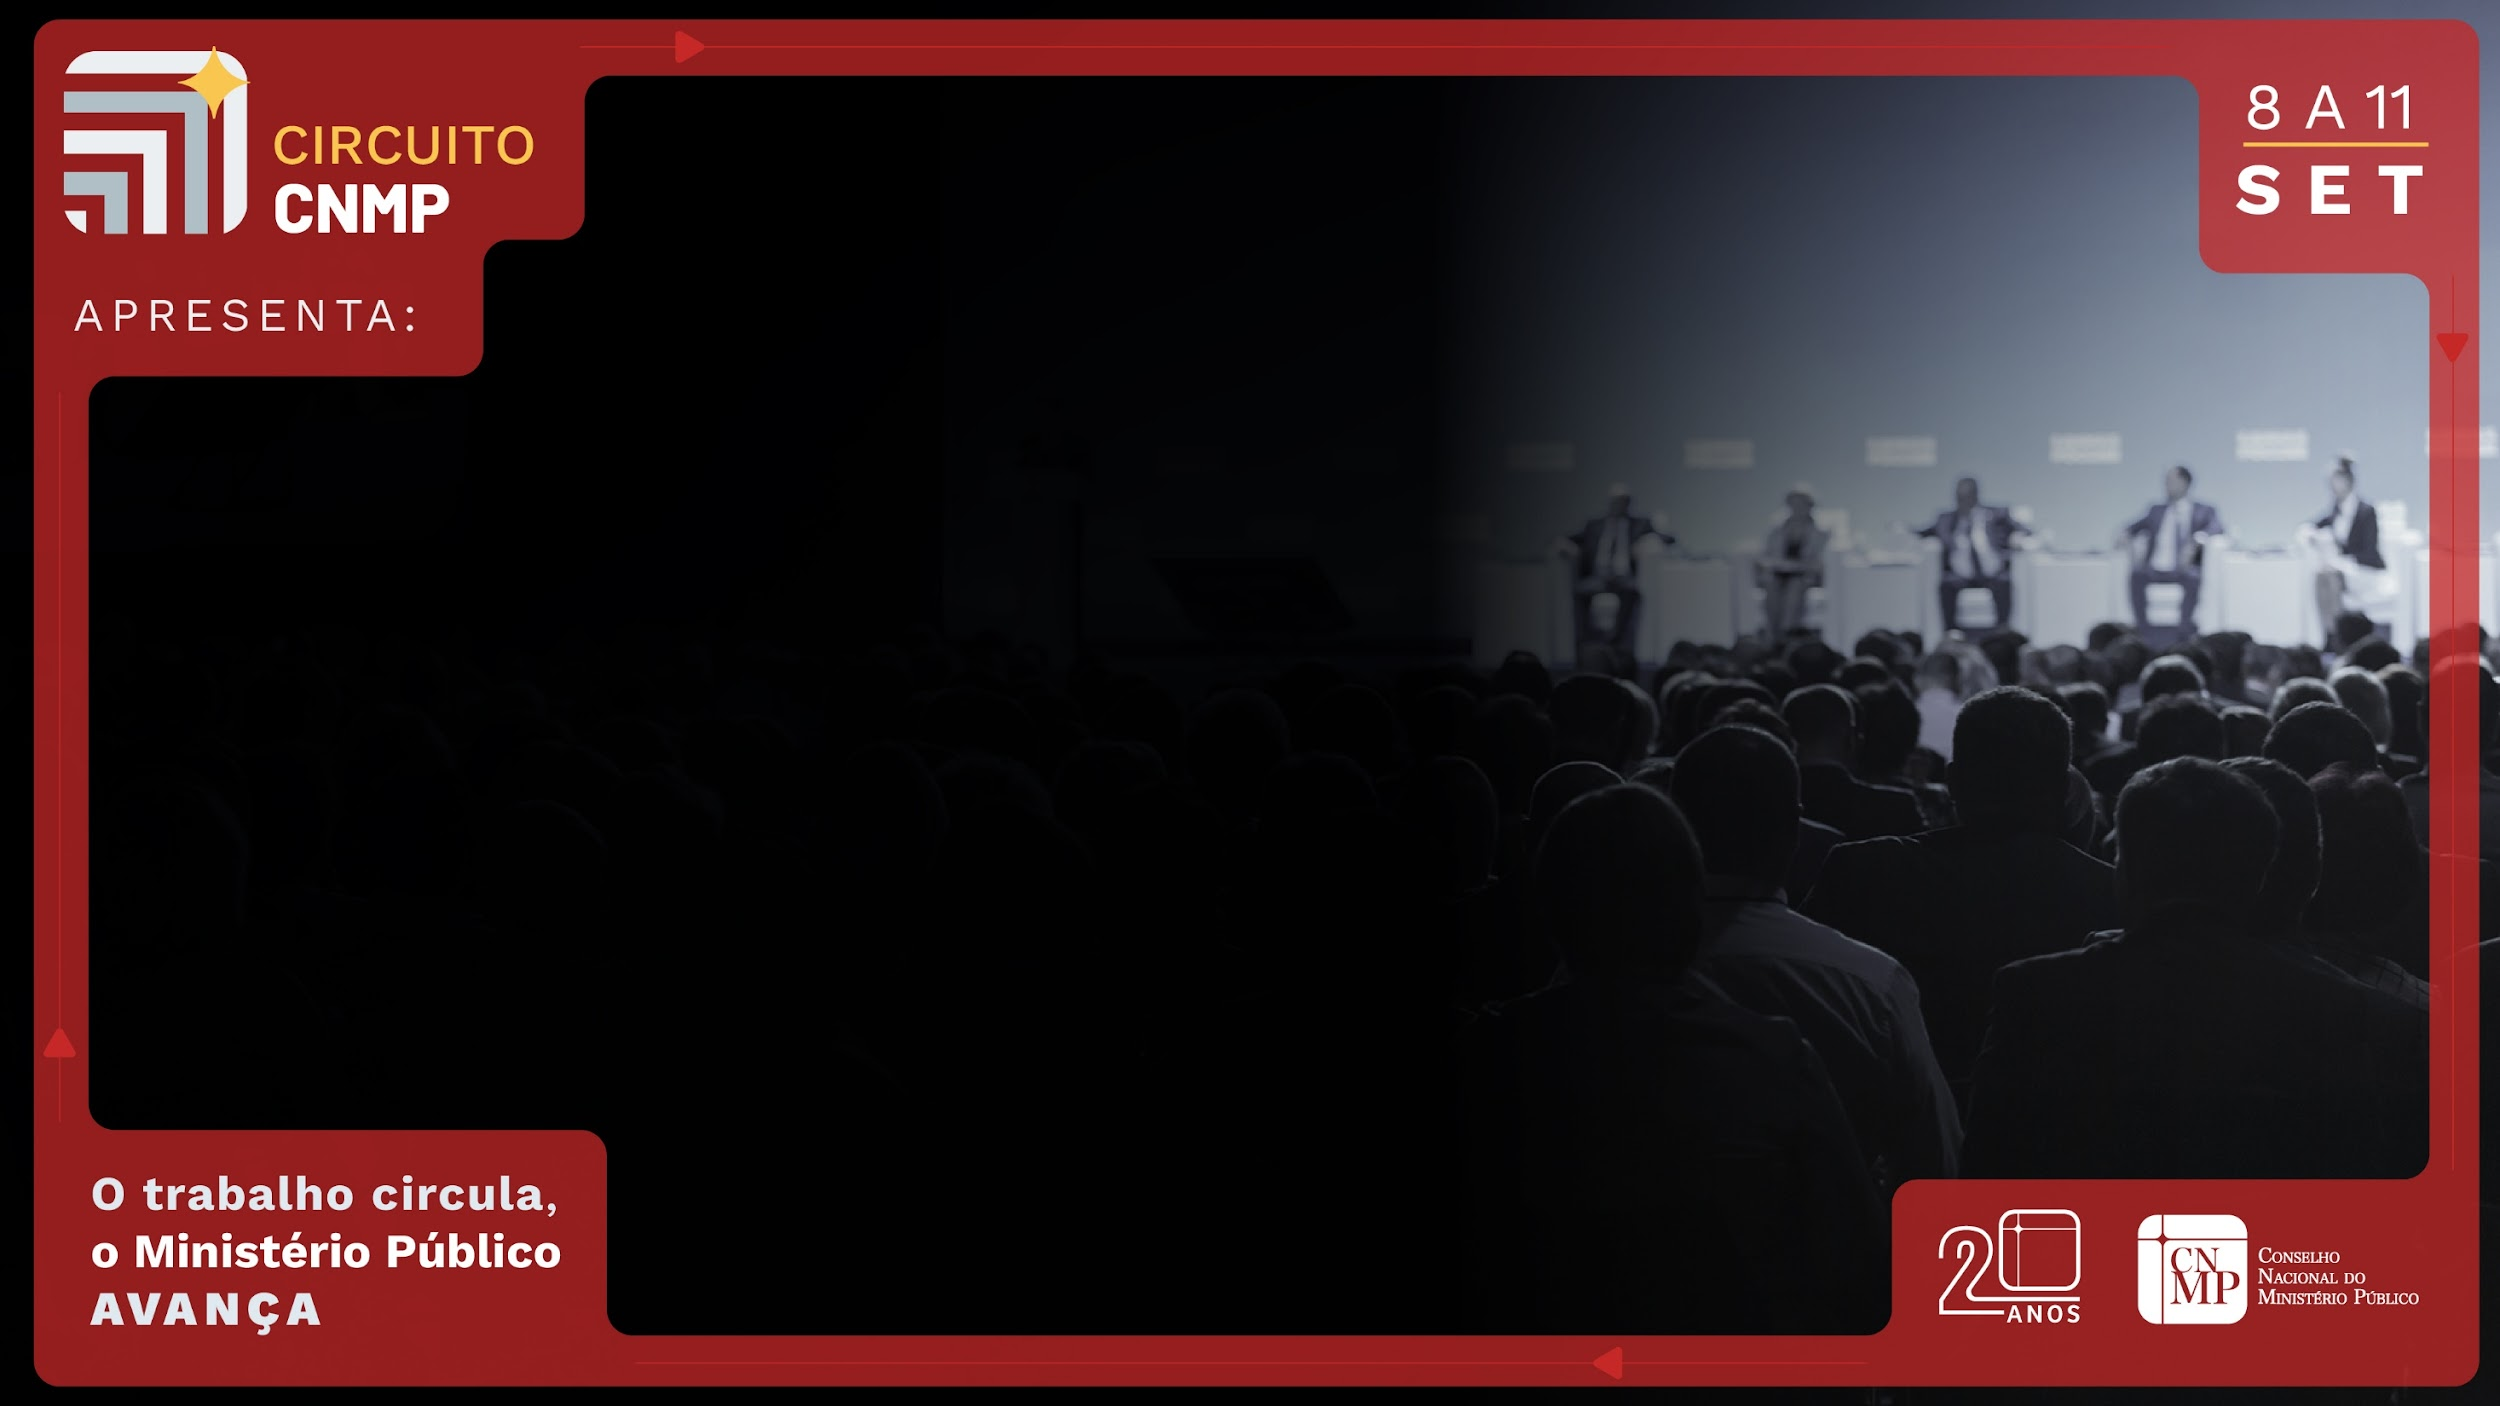 CIRCUITO
CNMP
APRESENTA:
8 A 11
SET
O trabalho circula,
o Ministério Público
AVANÇA
20
ANOS
CN
MP
CONSELHO
NACIONAL DO
MINISTÉRIO PÚBLICO